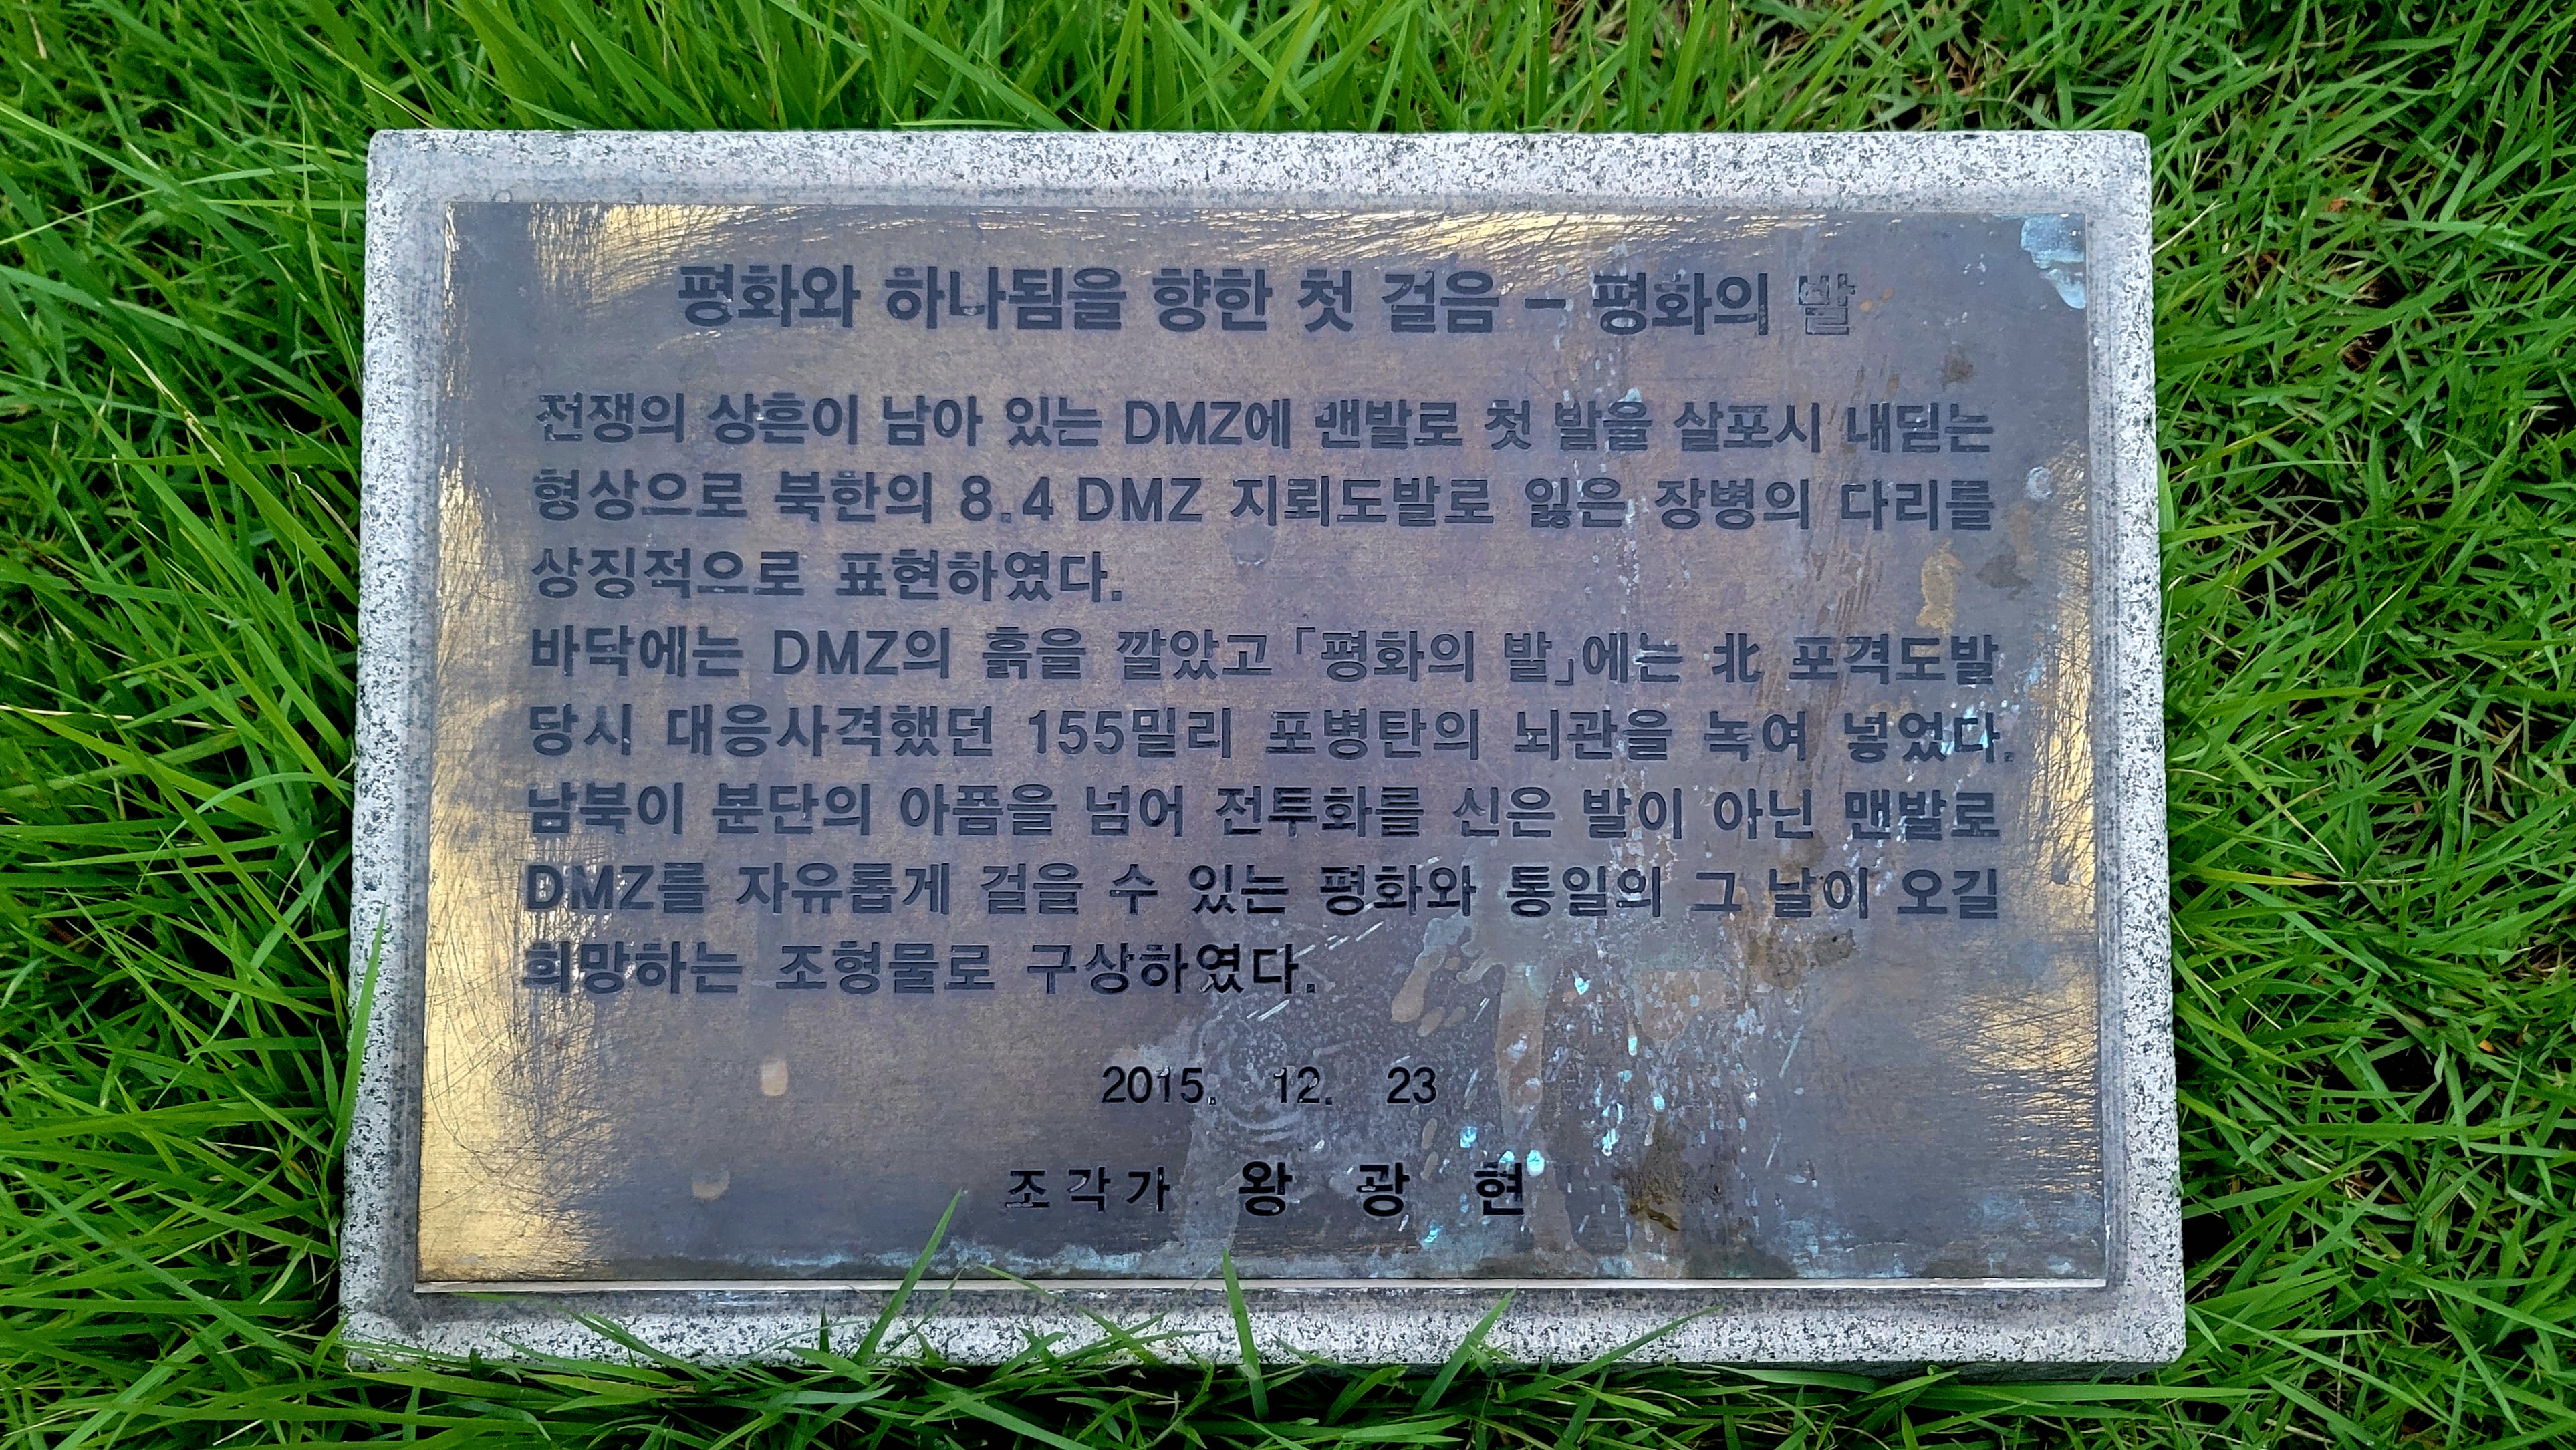 평화와 하나됨을 향한 첫 걸음 - 평화의 발
전쟁의 상흔이 남아 있는 DMZ에 맨발로 첫 발을 살포시 내딛는
형상으로 북한의 8.4 DMZ 지뢰도발로 잃은 장병의 다리를
상징적으로 표현하였다.
바닥에는 DMZ의 흙을 깔았고 「평화의 발」에는 北 포격도발
당시 대응사격했던 155밀리 포병탄의 뇌관을 녹여 넣었다.
남북이 분단의 아픔을 넘어 전투화를 신은 발이 아닌 맨발로
DMZ를 자유롭게 걸을 수 있는 평화와 통일의 그 날이 오길
희망하는 조형물로 구상하였다.
2015. 12. 23
조각가 왕 광 현